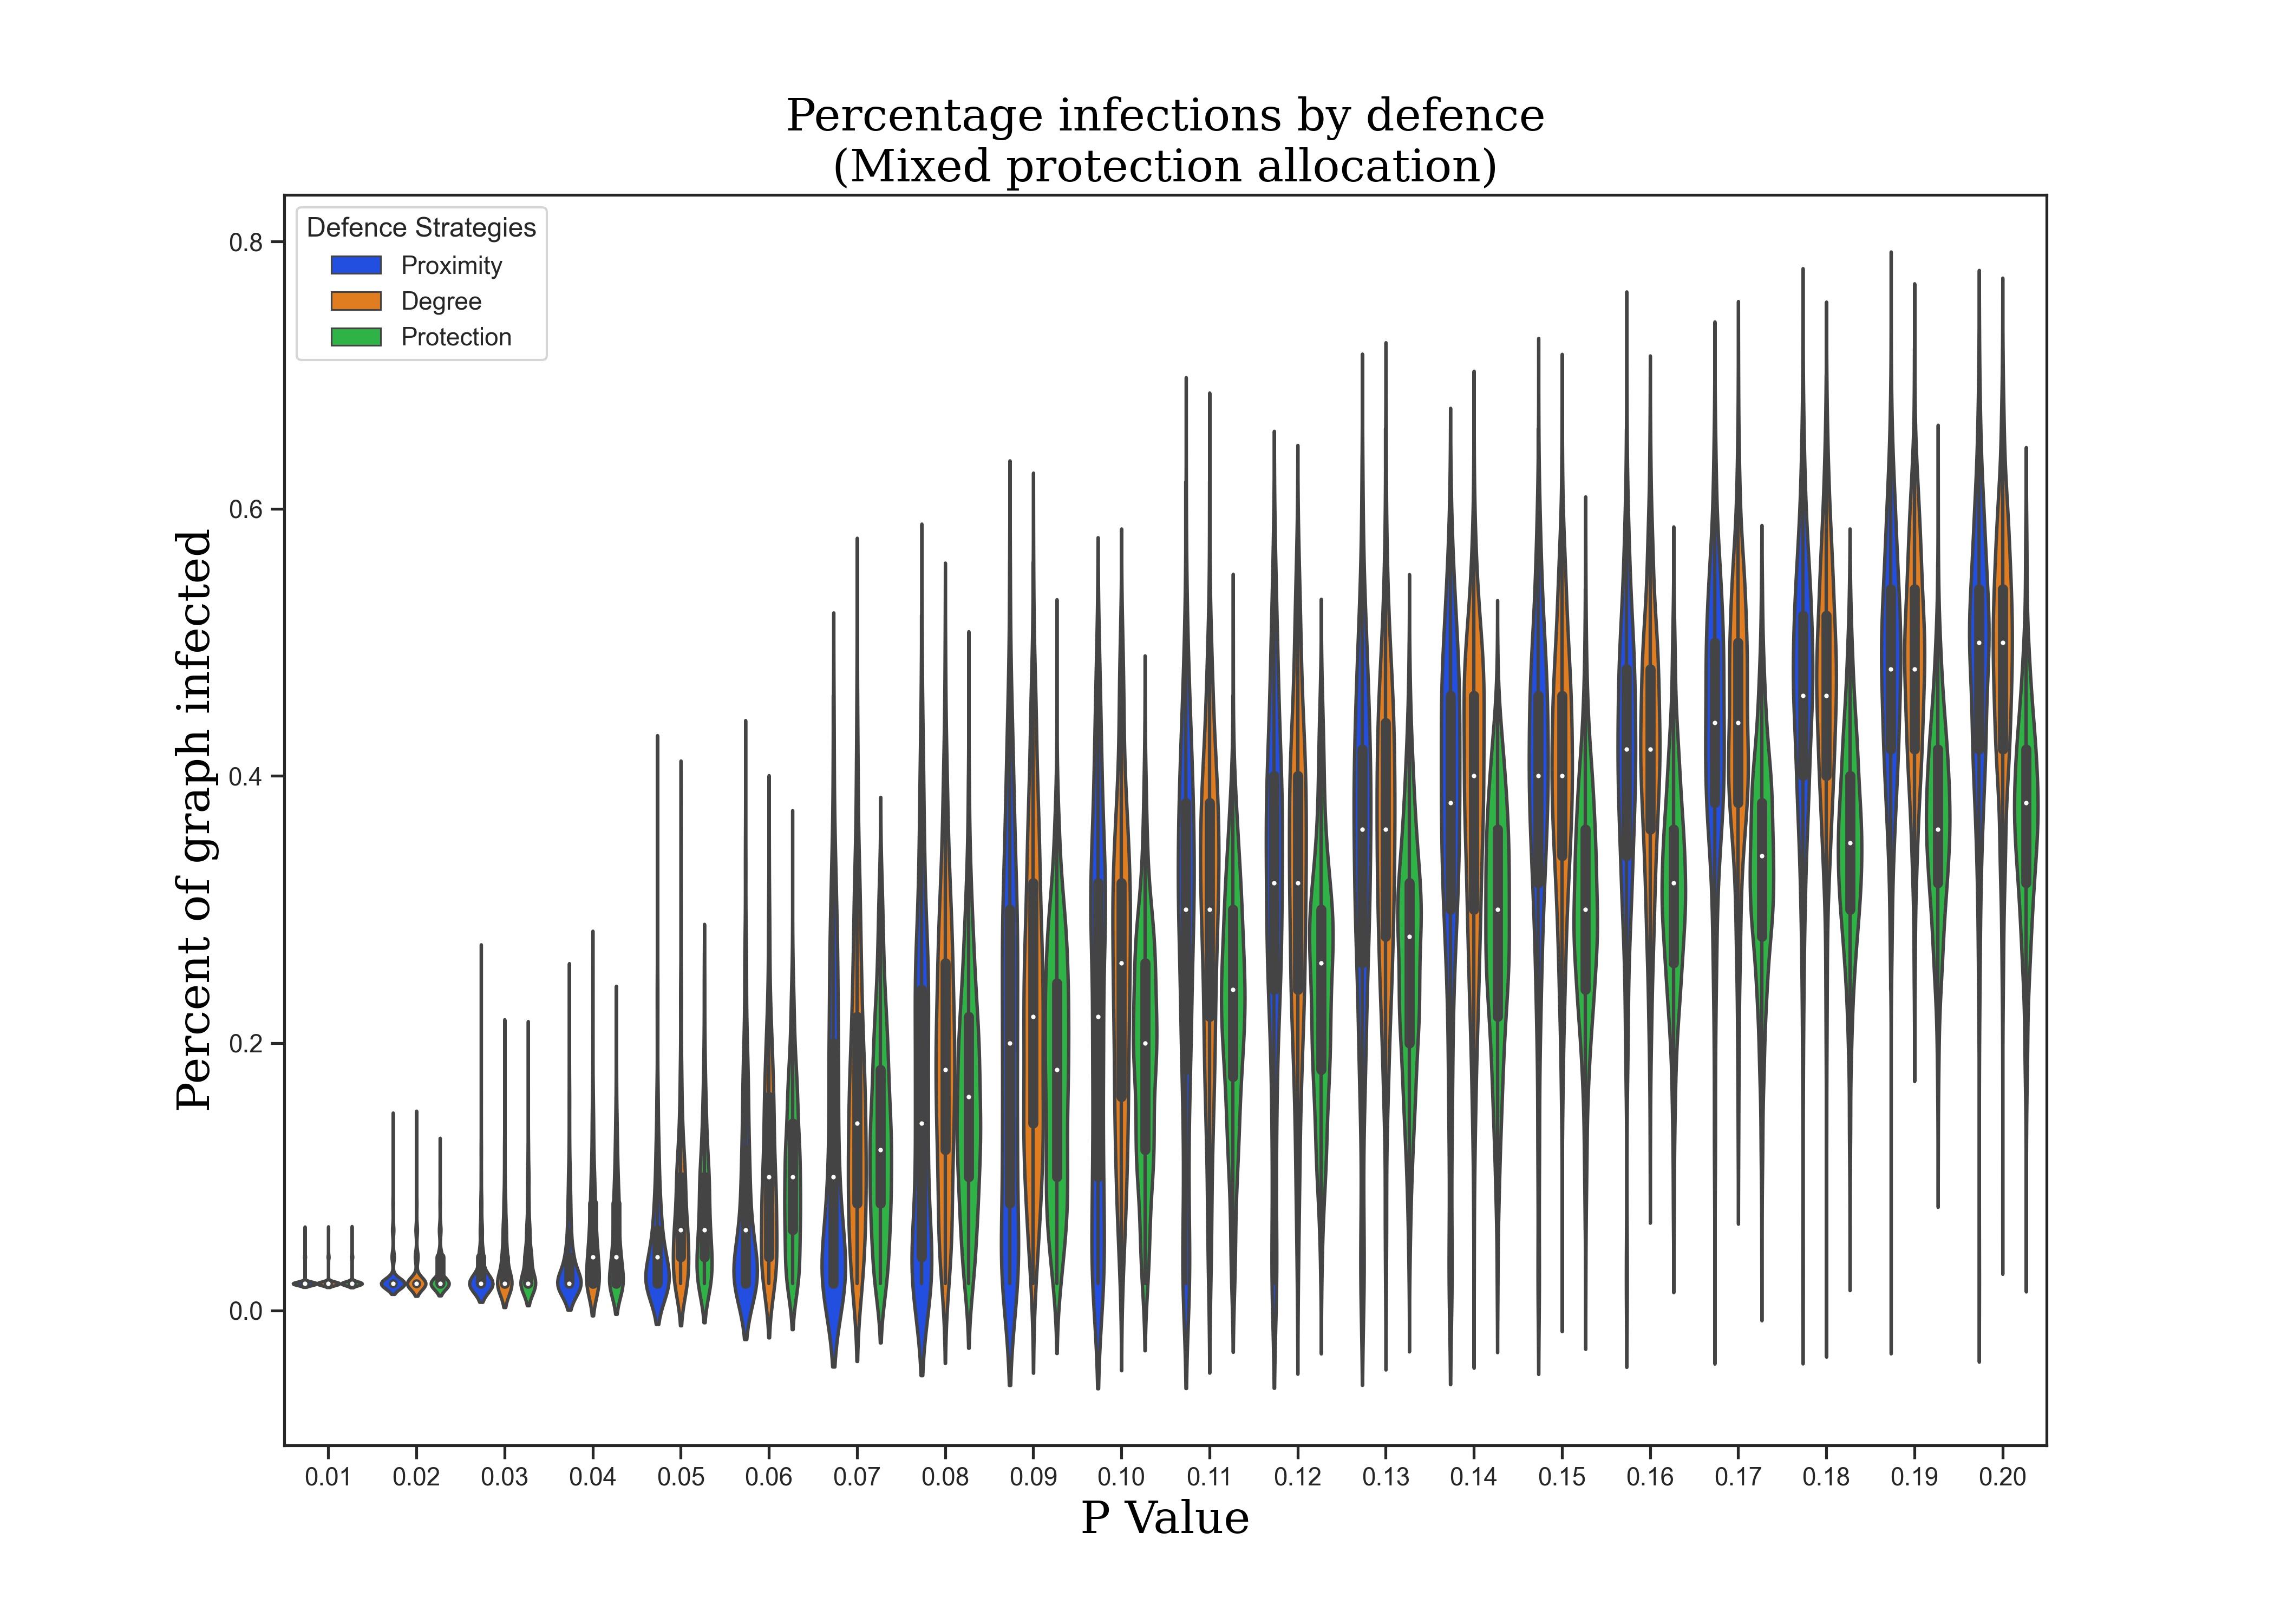 Percentage infections by defence
(Mixed protection allocation)
Defence Strategies
Proximity
Degree
Protection
Percent of graph infected
0.8
0.6
0.4
0.2
0.0
0.01 0.02 0.03 0.04 0.05 0.06 0.07 0.08 0.09 0.10 0.11 0.12 0.13 0.14 0.15 0.16 0.17 0.18 0.19 0.20
P Value